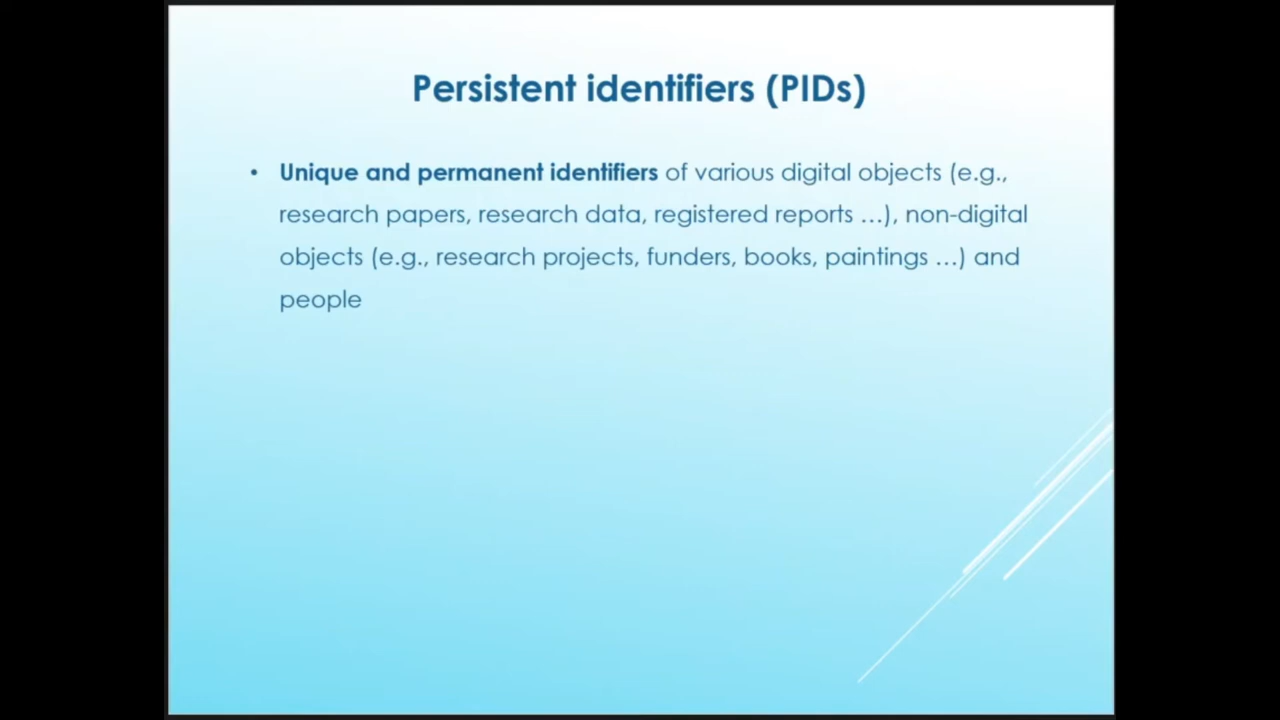 Persistent identifiers (PIDs)
• Unique and permanent identifiers of various digital objects (e.g.,
research papers, research data, registered reports …), non-digital
objects (e.g., research projects, funders, books, paintings …) and
people